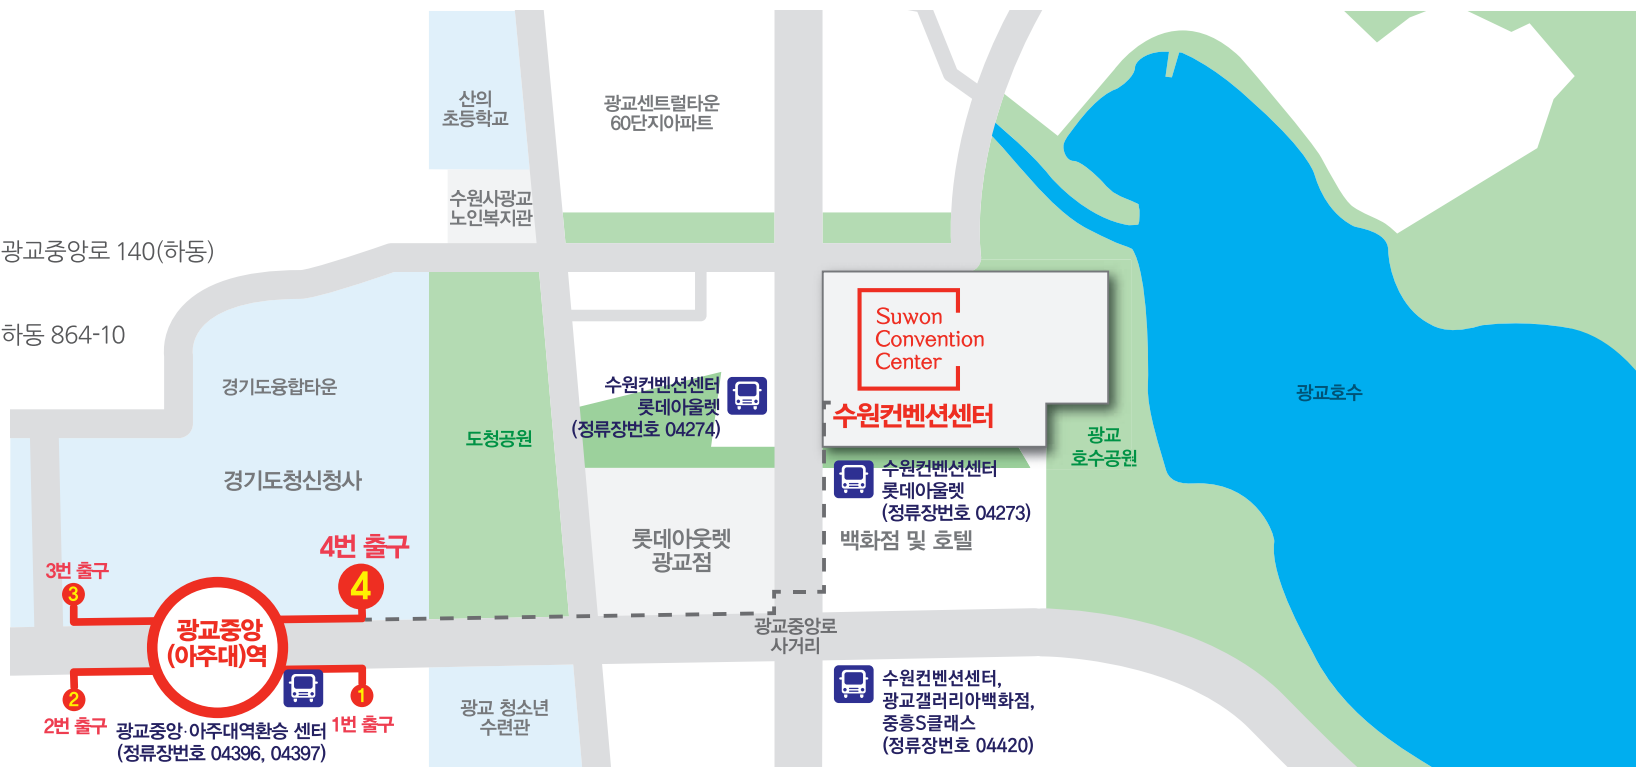 산의
초등학교
광교센트럴타운
60단지아파트
수원사광교
노인복지관
광교중앙로 140(하동)
하동 864-10
경기도융합타운
경기도청신청사
도청공원
수원컨벤션센터
롯데아울렛
(정류장번호 04274)
Suwon
Convention
Center
수원컨벤션센터
광교호수
광교
호수공원
수원컨벤션센터
롯데아울렛
(정류장번호 04273)
롯데아웃렛
광교점
백화점 및 호텔
4번 출구
4
3번 출구
3
광교중앙
(아주대)역
광교중앙로
사거리
2
2번 출구
1
1번 출구
광교중앙·아주대역환승 센터
(정류장번호 04396, 04397)
광교 청소년
수련관
수원컨벤션센터,
광교갤러리아백화점,
중흥S클래스
(정류장번호 04420)